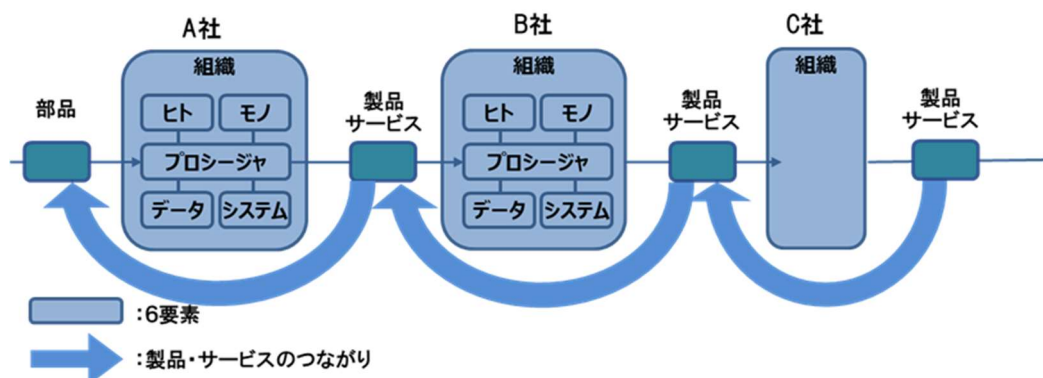 A社
B社
C社
組織
組織
組織
部品
ヒト
モノ
プロシージャ
データ
システム
製品
サービス
ヒト
モノ
プロシージャ
データ
システム
製品
サービス
製品
サービス
:6要素
:製品・サービスのつながり